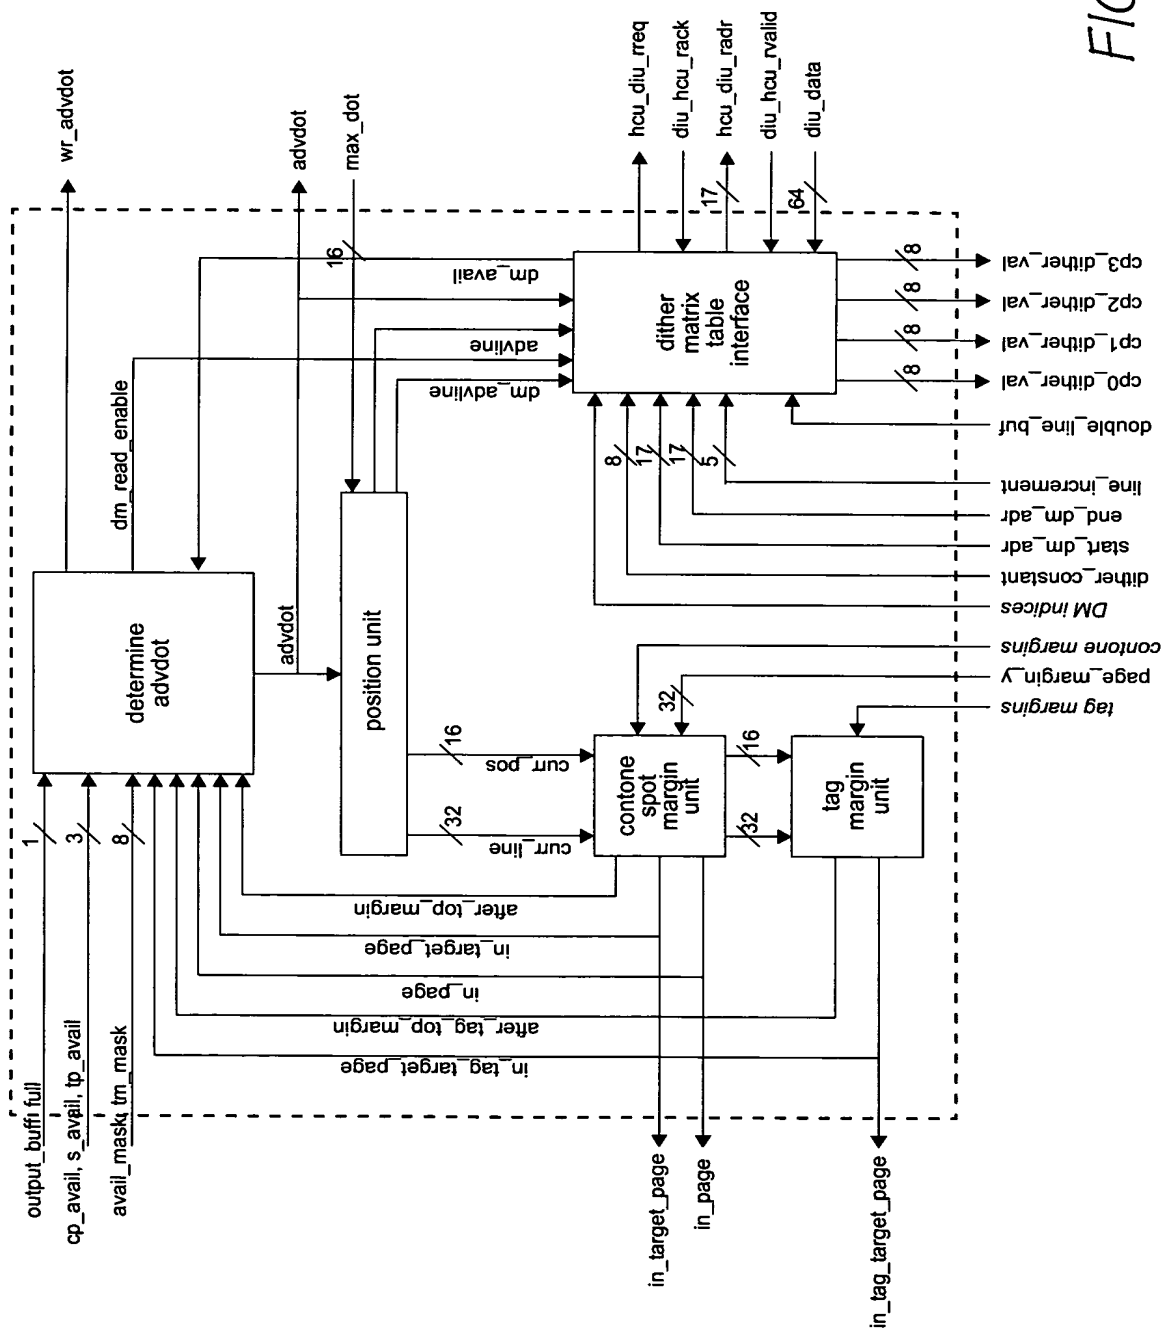 FIG
wr_advdot
advdot
max_dot
hcu_diu_rreq
diu_hcu_rack
hcu_diu_radr
diu_hcu_rvalid
diu_data
16
17
64
dm_read_enable
dm_avail
advline
dm_advline
determine
advdot
advdot
position unit
dither
matrix
table
interface
8
8
8
8
cp3_dither_val
cp2_dither_val
cp1_dither_val
cp0_dither_val
double_line_buf
line_increment
end_dm_adr
start_dm_adr
dither_constant
DM indices
contone margins
page_margin_y
tag margins
8
17
17
5
32
1
3
8
16
curr_pos
32
curr_line
contone
spot
margin
unit
16
32
tag
margin
unit
after_top_margin
in_target_page
in_page
after_tag_top_margin
in_tag_target_page
output_buff full
cp_avail, s_avail, tp_avail
avail_mask, tm_mask
in_target_page
in_page
in_tag_target_page